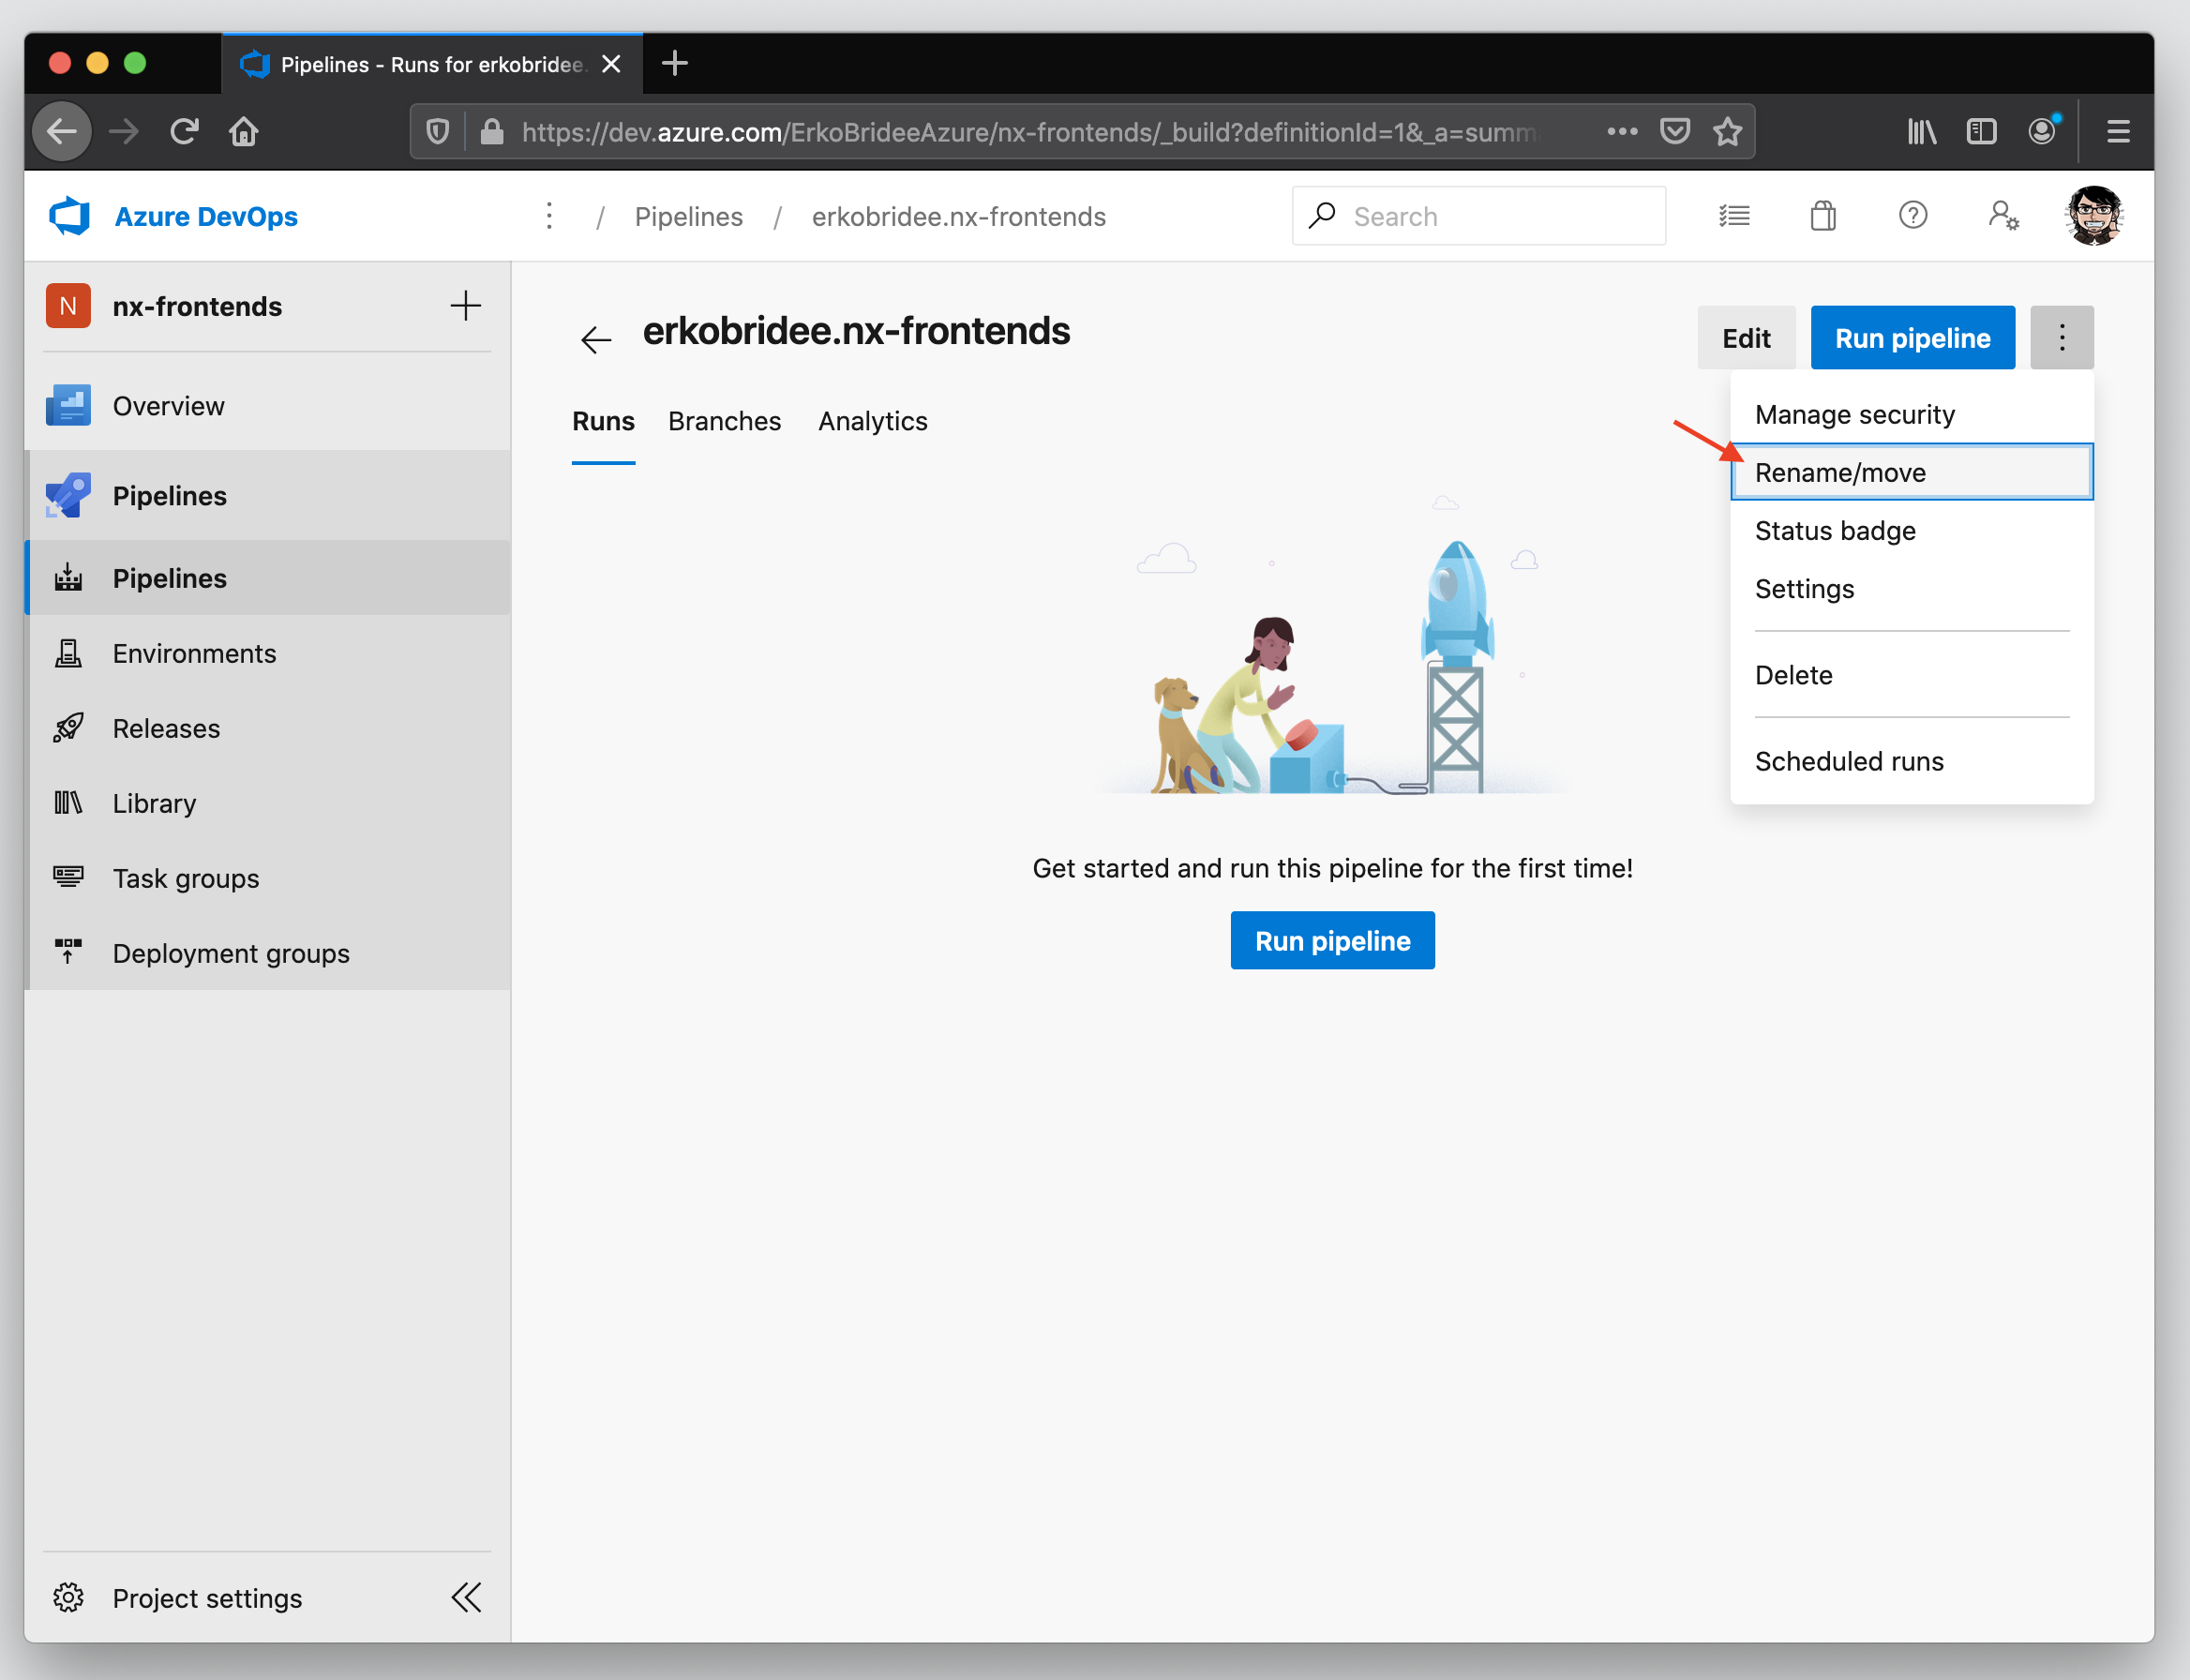 Pipelines - Runs for erkobridee.
https://dev.azure.com/ErkoBrideeAzure/nx-frontends/_build?definitionId=1&_a=summ
Azure DevOps
/ Pipelines / erkobridee.nx-frontends
Search
N nx-frontends
Overview
Pipelines
Pipelines
Environments
Releases
Library
Task groups
Deployment groups
Project settings
erkobridee.nx-frontends
Edit
Run pipeline
Runs Branches Analytics
Manage security
Rename/move
Status badge
Settings
Delete
Scheduled runs
Get started and run this pipeline for the first time!
Run pipeline